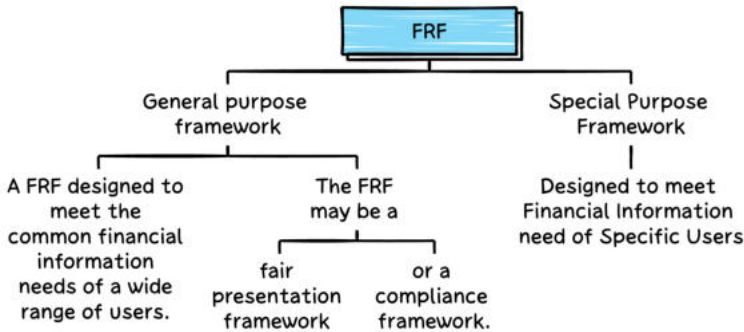 FRF
General purpose
framework
Special Purpose
Framework
A FRF designed to
meet the
common financial
information
needs of a wide
range of users.
The FRF
may be a
fair
presentation
framework
or a
compliance
framework.
Designed to meet
Financial Information
need of Specific Users